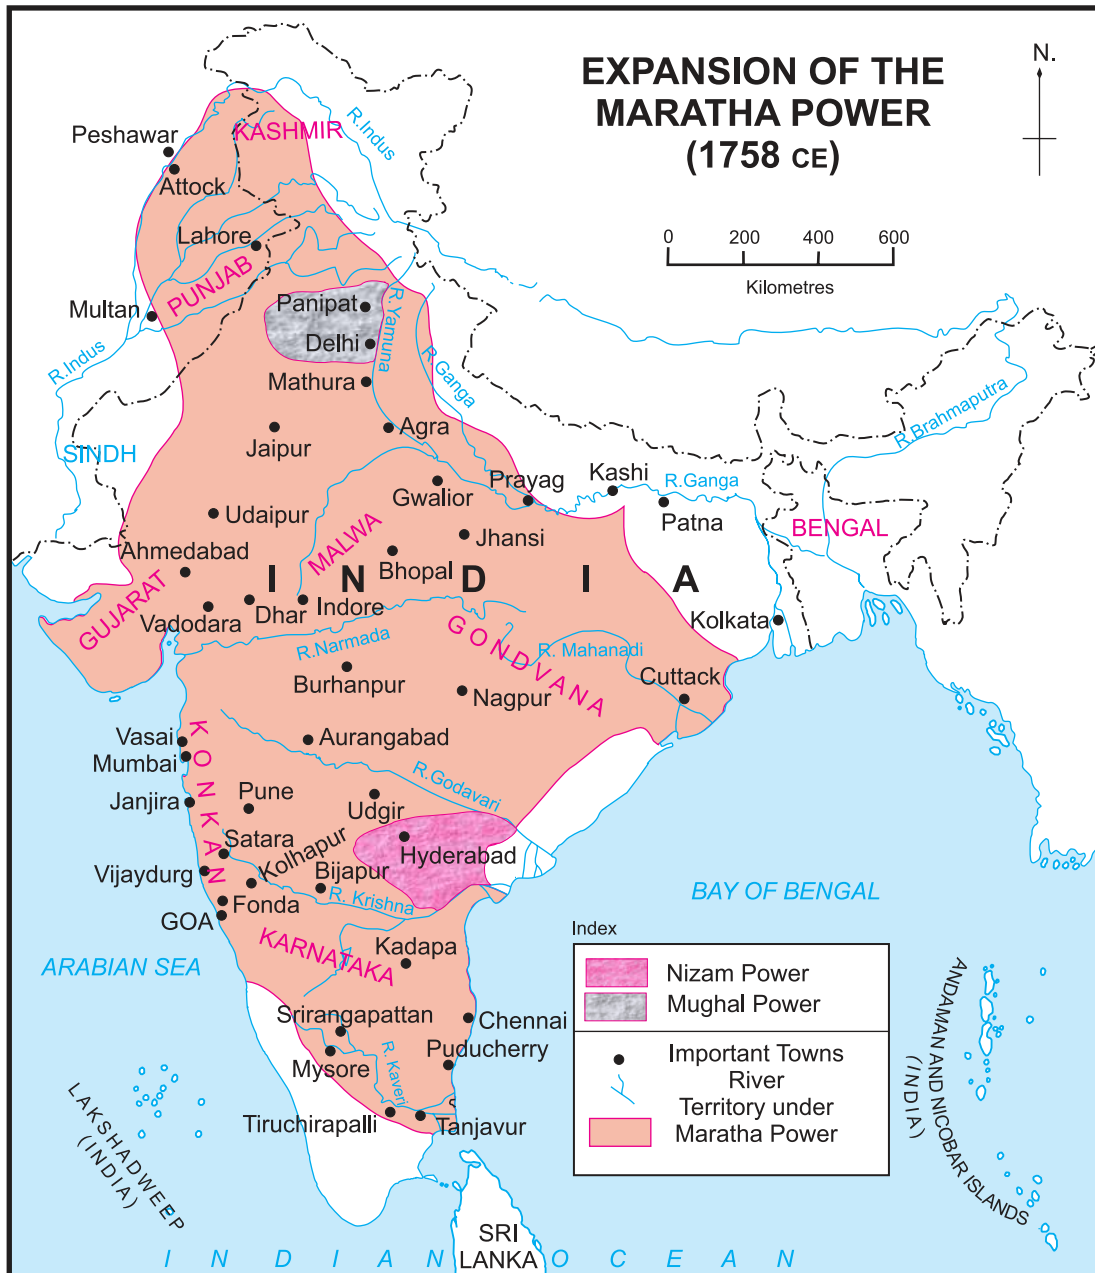 EXPANSION OF THE
MARATHA POWER
(1758 CE)
N.
0 200 400 600
Kilometres
Peshawar
KASHMIR
R.Indus
Attock
Lahore
PUNJAB
Multan
Panipat
R.Indus
Delhi
R.Yamuna
Mathura
R.Ganga
Jaipur
Agra
SINDH
R.Brahmaputra
Gwalior
Prayag
Kashi
R.Ganga
Patna
Udaipur
MALWA
Jhansi
BENGAL
Ahmedabad
Bhopal
I N D I A
GUJARAT
Vadodara
Dhar
Indore
Kolkata
R.Narmada
GONDVANA
R. Mahanadi
Burhanpur
Nagpur
Cuttack
Vasai
KONKAN
Aurangabad
Mumbai
R.Godavari
Janjira
Pune
Udgir
Satara
Hyderabad
Vijaydurg
Kolhapur
Bijapur
R. Krishna
Fonda
GOA
BAY OF BENGAL
KARNATAKA
Kadapa
ARABIAN SEA
Srirangapattan
Chennai
Mysore
R. Kaveri
Puducherry
Tiruchirapalli
Tanjavur
LAKSHADWEEP
(INDIA)
ANDAMAN AND NICOBAR ISLANDS
(INDIA)
Index
Nizam Power
Mughal Power
Important Towns
River
Territory under
Maratha Power
SRI
LANKA
INDIAN OCEAN